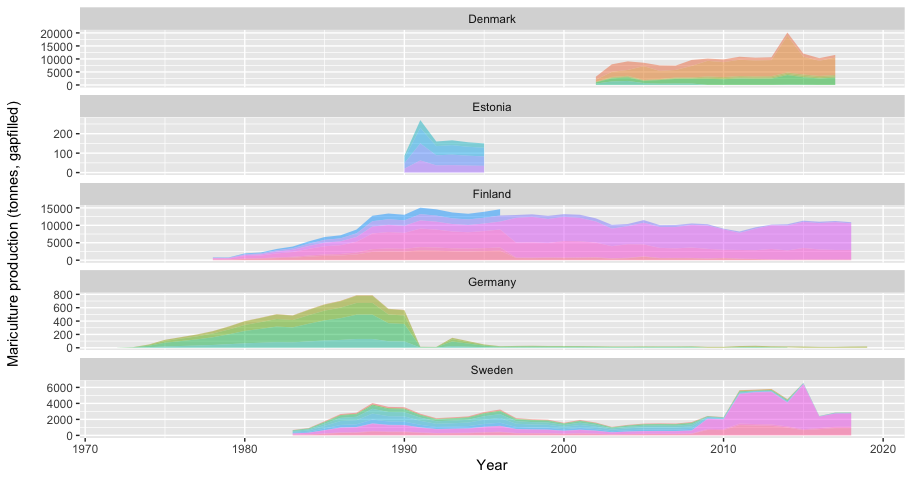 Denmark
20000
15000
10000
5000
0
Estonia
200
100
0
Finland
15000
10000
5000
0
Germany
800
600
400
200
0
Sweden
6000
4000
2000
0
1970 1980 1990 2000 2010 2020
Year
Mariculture production (tonnes, gapfilled)